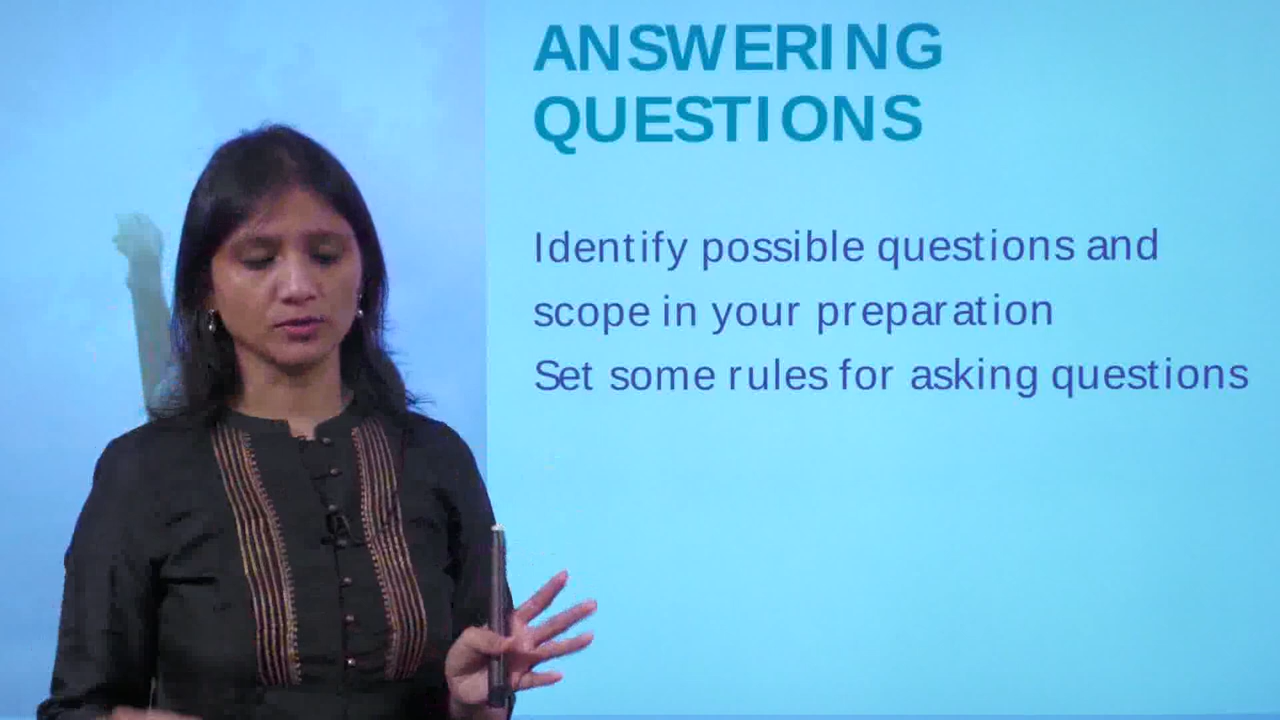 ANSWERING
QUESTIONS
Identify possible questions and
scope in your preparation
Set some rules for asking questions